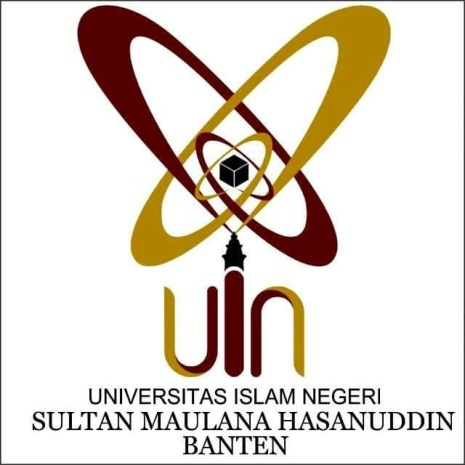 uin
UNIVERSITAS ISLAM NEGERI
SULTAN MAULANA HASANUDDIN
BANTEN